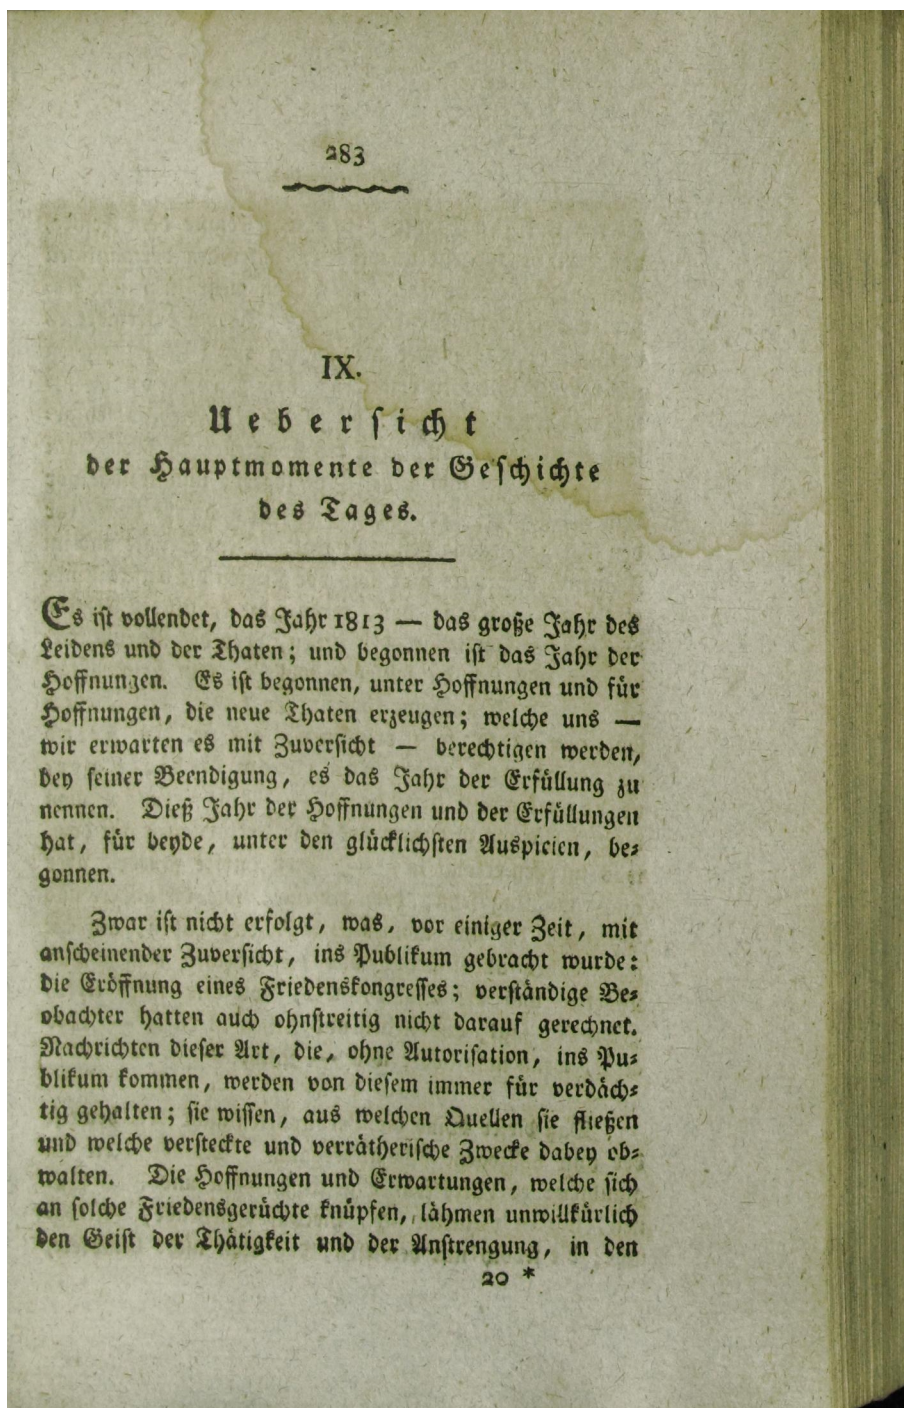 283
IX.
Uebersicht
der Hauptmomente der Geschichte
des Tages.
Es ist vollendet, das Jahr 1813 — das große Jahr des
Leidens und der Thaten; und begonnen ist das Jahr der
Hoffnungen. Es ist begonnen, unter Hoffnungen und für
Hoffnungen, die neue Thaten erzeugen; welche uns —
wir erwarten es mit Zuversicht — berechtigen werden,
bey seiner Beendigung, es das Jahr der Erfüllung zu
nennen. Dieß Jahr der Hoffnungen und der Erfüllungen
hat, für beyde, unter den glücklichsten Auspicien, be-
gonnen.
Zwar ist nicht erfolgt, was, vor einiger Zeit, mit
anscheinender Zuversicht, ins Publikum gebracht wurde:
die Eröffnung eines Friedenskongresses; verständige Be-
obachter hatten auch ohnstreitig nicht darauf gerechnet.
Nachrichten dieser Art, die, ohne Autorisation, ins Pu-
blikum kommen, werden von diesem immer für verdäch-
tig gehalten; sie wissen, aus welchen Quellen sie fließen
und welche versteckte und verrätherische Zwecke dabey ob-
walten. Die Hoffnungen und Erwartungen, welche sich
an solche Friedensgerüchte knüpfen, lähmen unwillkürlich
den Geist der Thätigkeit und der Anstrengung, in den
20 *